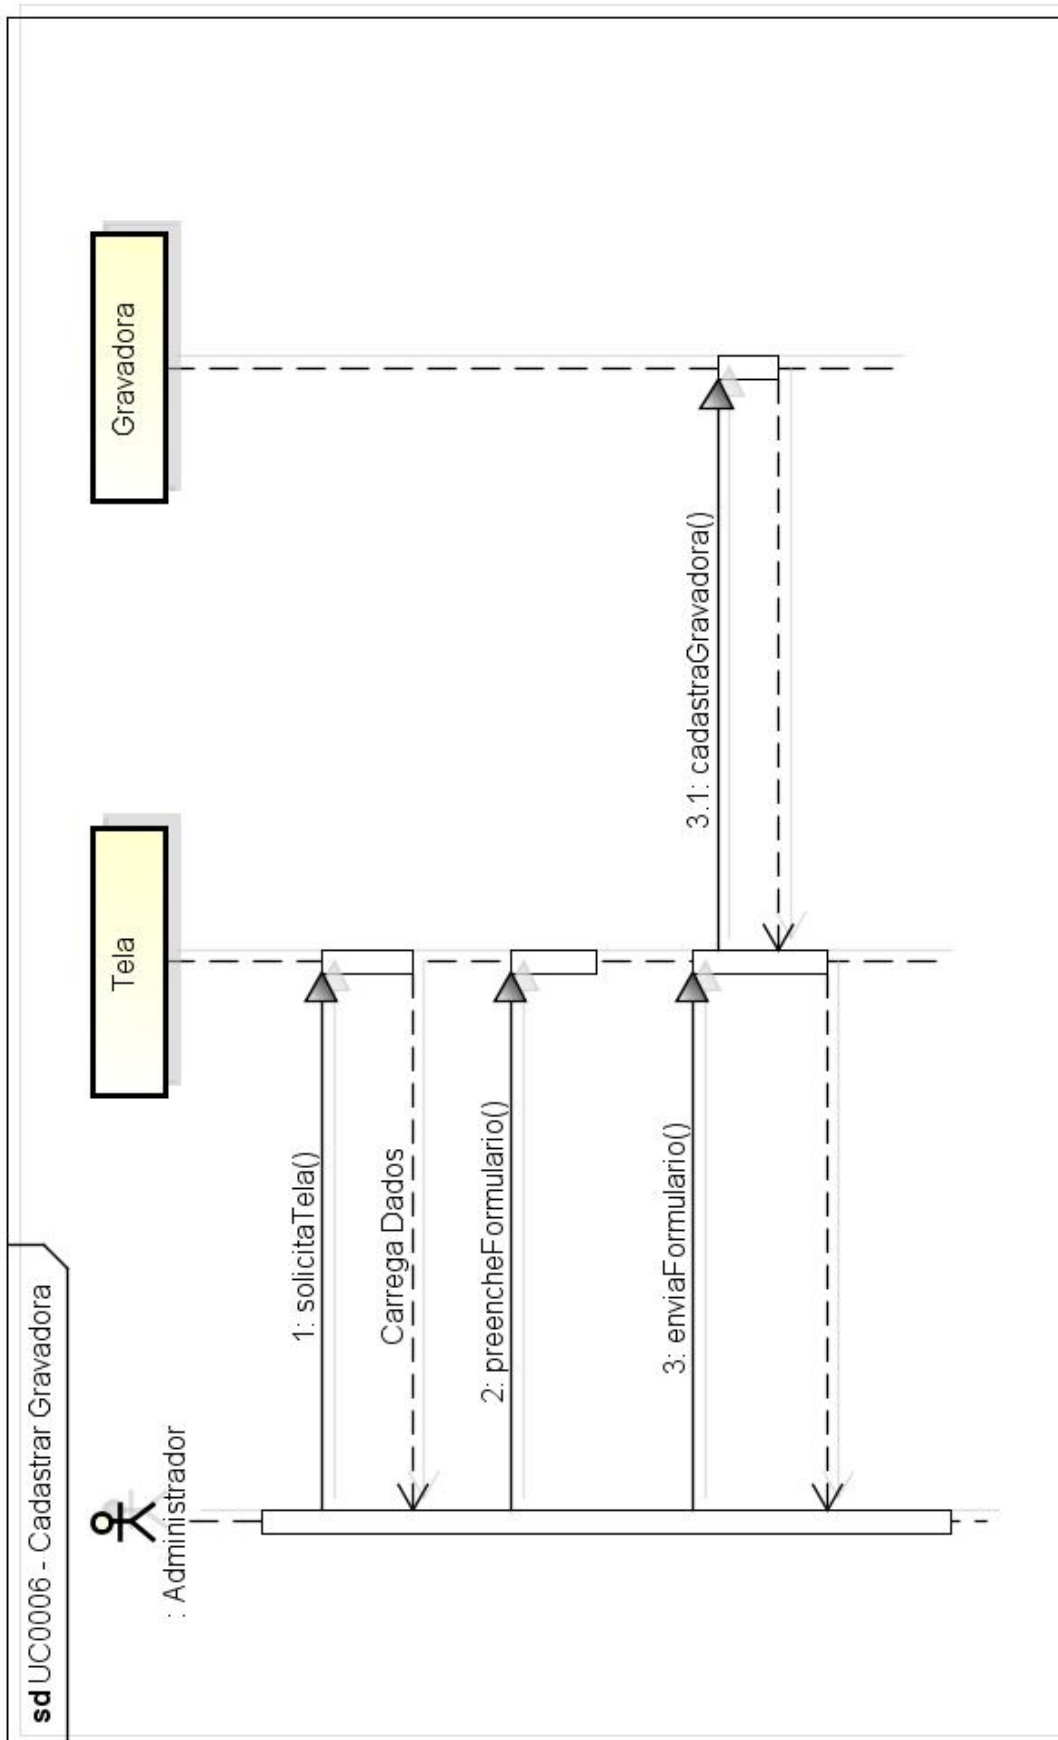 sd UC0006 - Cadastrar Gravadora
: Administrador
Tela
Gravadora
1: solicitaTela()
Carrega Dados
2: preencheFormulario()
3: enviaFormulario()
3.1: cadastraGravadora()